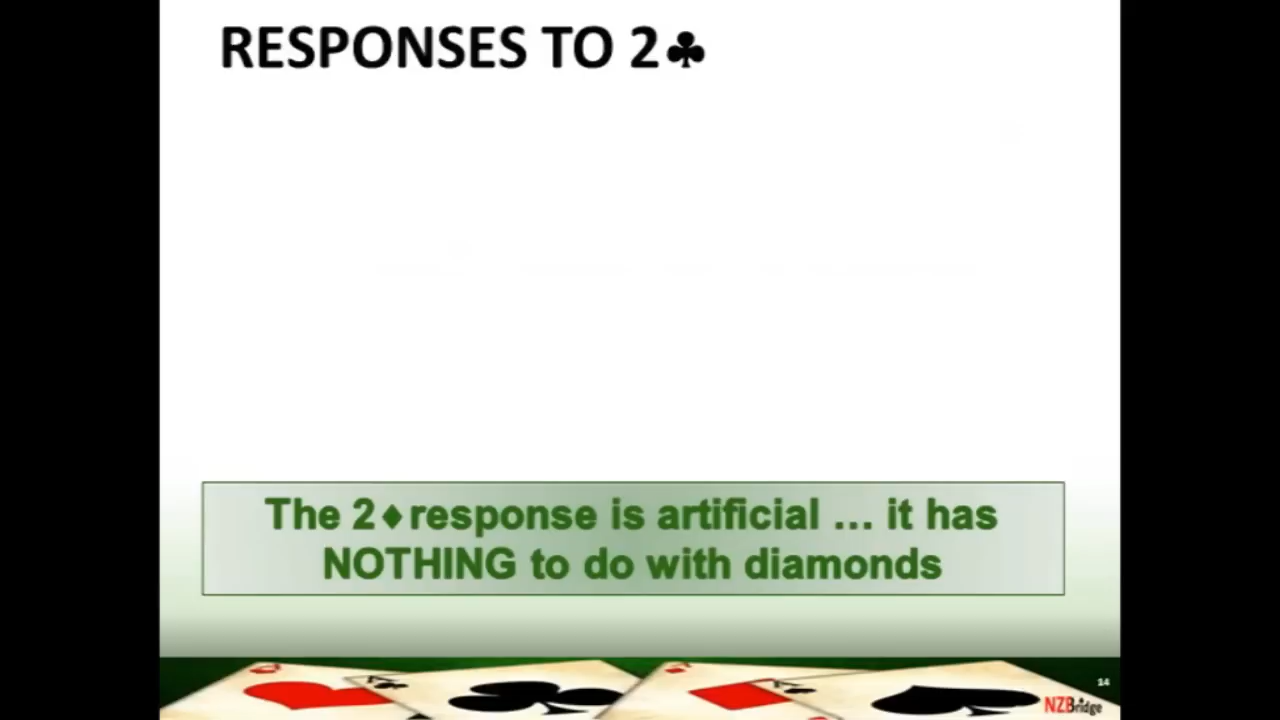 RESPONSES TO 2♣
The 2♦response is artificial … it has
NOTHING to do with diamonds
14
NZBridge